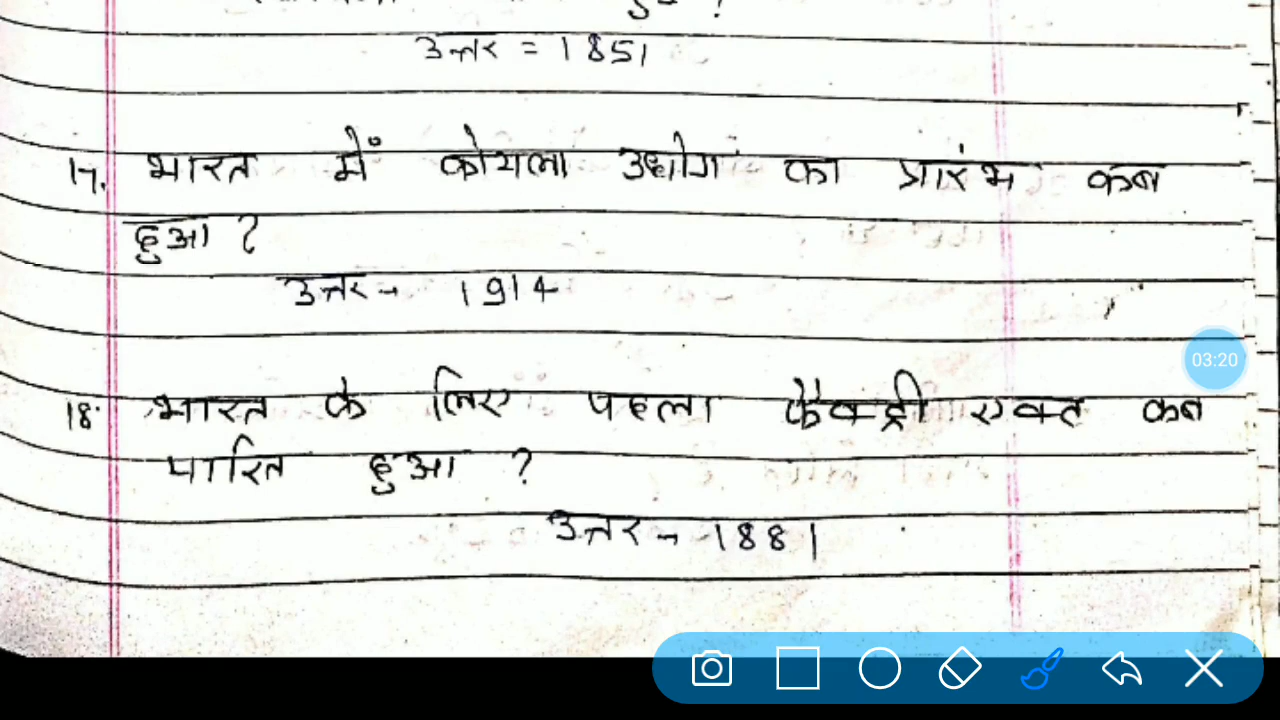 ?
उत्तर = 1851
17. भारत में कोयला उद्योग का प्रारंभ कब
हुआ ?
उत्तर - 1914
03:20
18. भारत के लिए पहला फैक्ट्री एक्ट कब
पारित हुआ ?
उत्तर - 1881